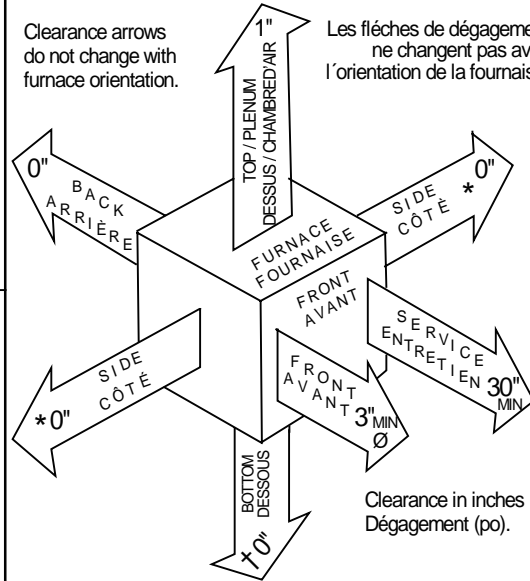 Clearance arrows
do not change with
furnace orientation.
Les fléches de dégageme
ne changent pas av
l´orientation de la fournais
1"
TOP / PLENUM
DESSUS / CHAMBRED'AIR
0"
BACK
ARRIÈRE
0"
SIDE *
CÔTÉ
FURNACE
FOURNAISE
FRONT
AVANT
SERVICE
ENTRETIEN 30"
MIN
SIDE
CÔTÉ
*0"
FRONT
AVANT 3" MIN
Ø
BOTTOM
DESSOUS
†0"
Clearance in inches
Dégagement (po).